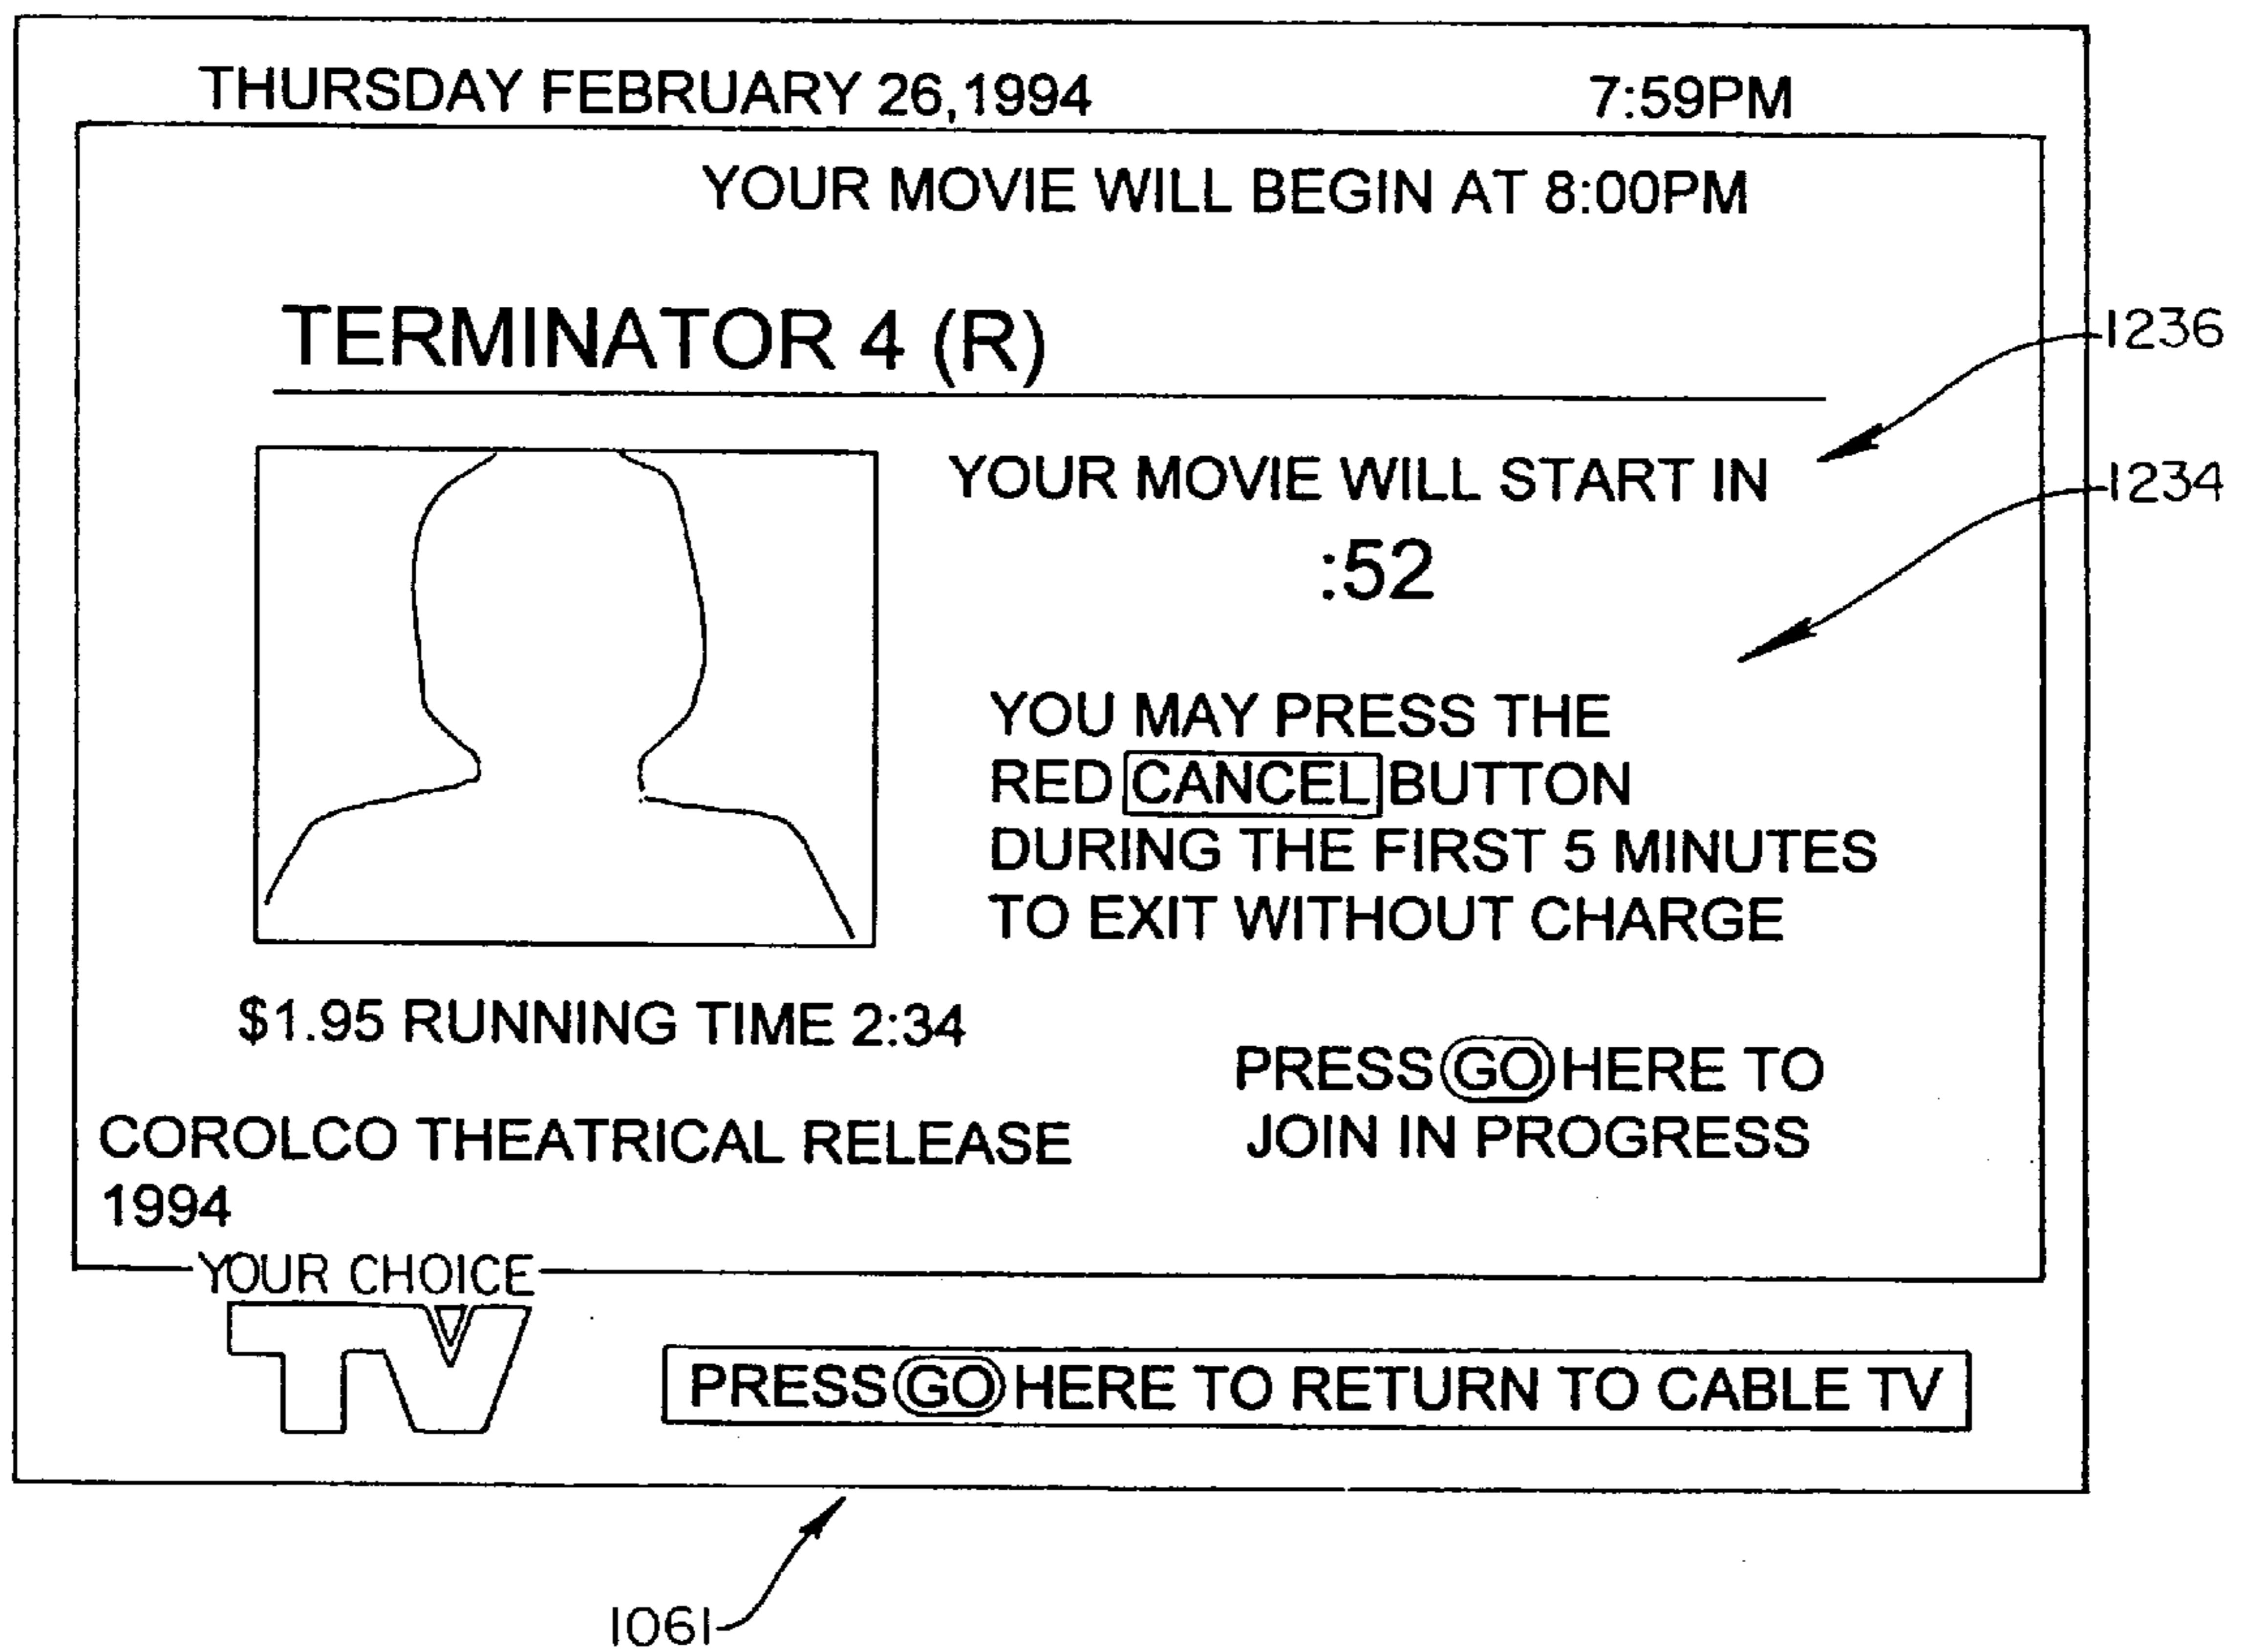 THURSDAY FEBRUARY 26,1994 7:59PM
YOUR MOVIE WILL BEGIN AT 8:00PM
TERMINATOR 4 (R)
1236
YOUR MOVIE WILL START IN
1234
:52
YOU MAY PRESS THE
RED CANCEL BUTTON
DURING THE FIRST 5 MINUTES
TO EXIT WITHOUT CHARGE
$1.95 RUNNING TIME 2:34
PRESS GO HERE TO
JOIN IN PROGRESS
COROLCO THEATRICAL RELEASE
1994
YOUR CHOICE
TV
PRESS GO HERE TO RETURN TO CABLE TV
1061